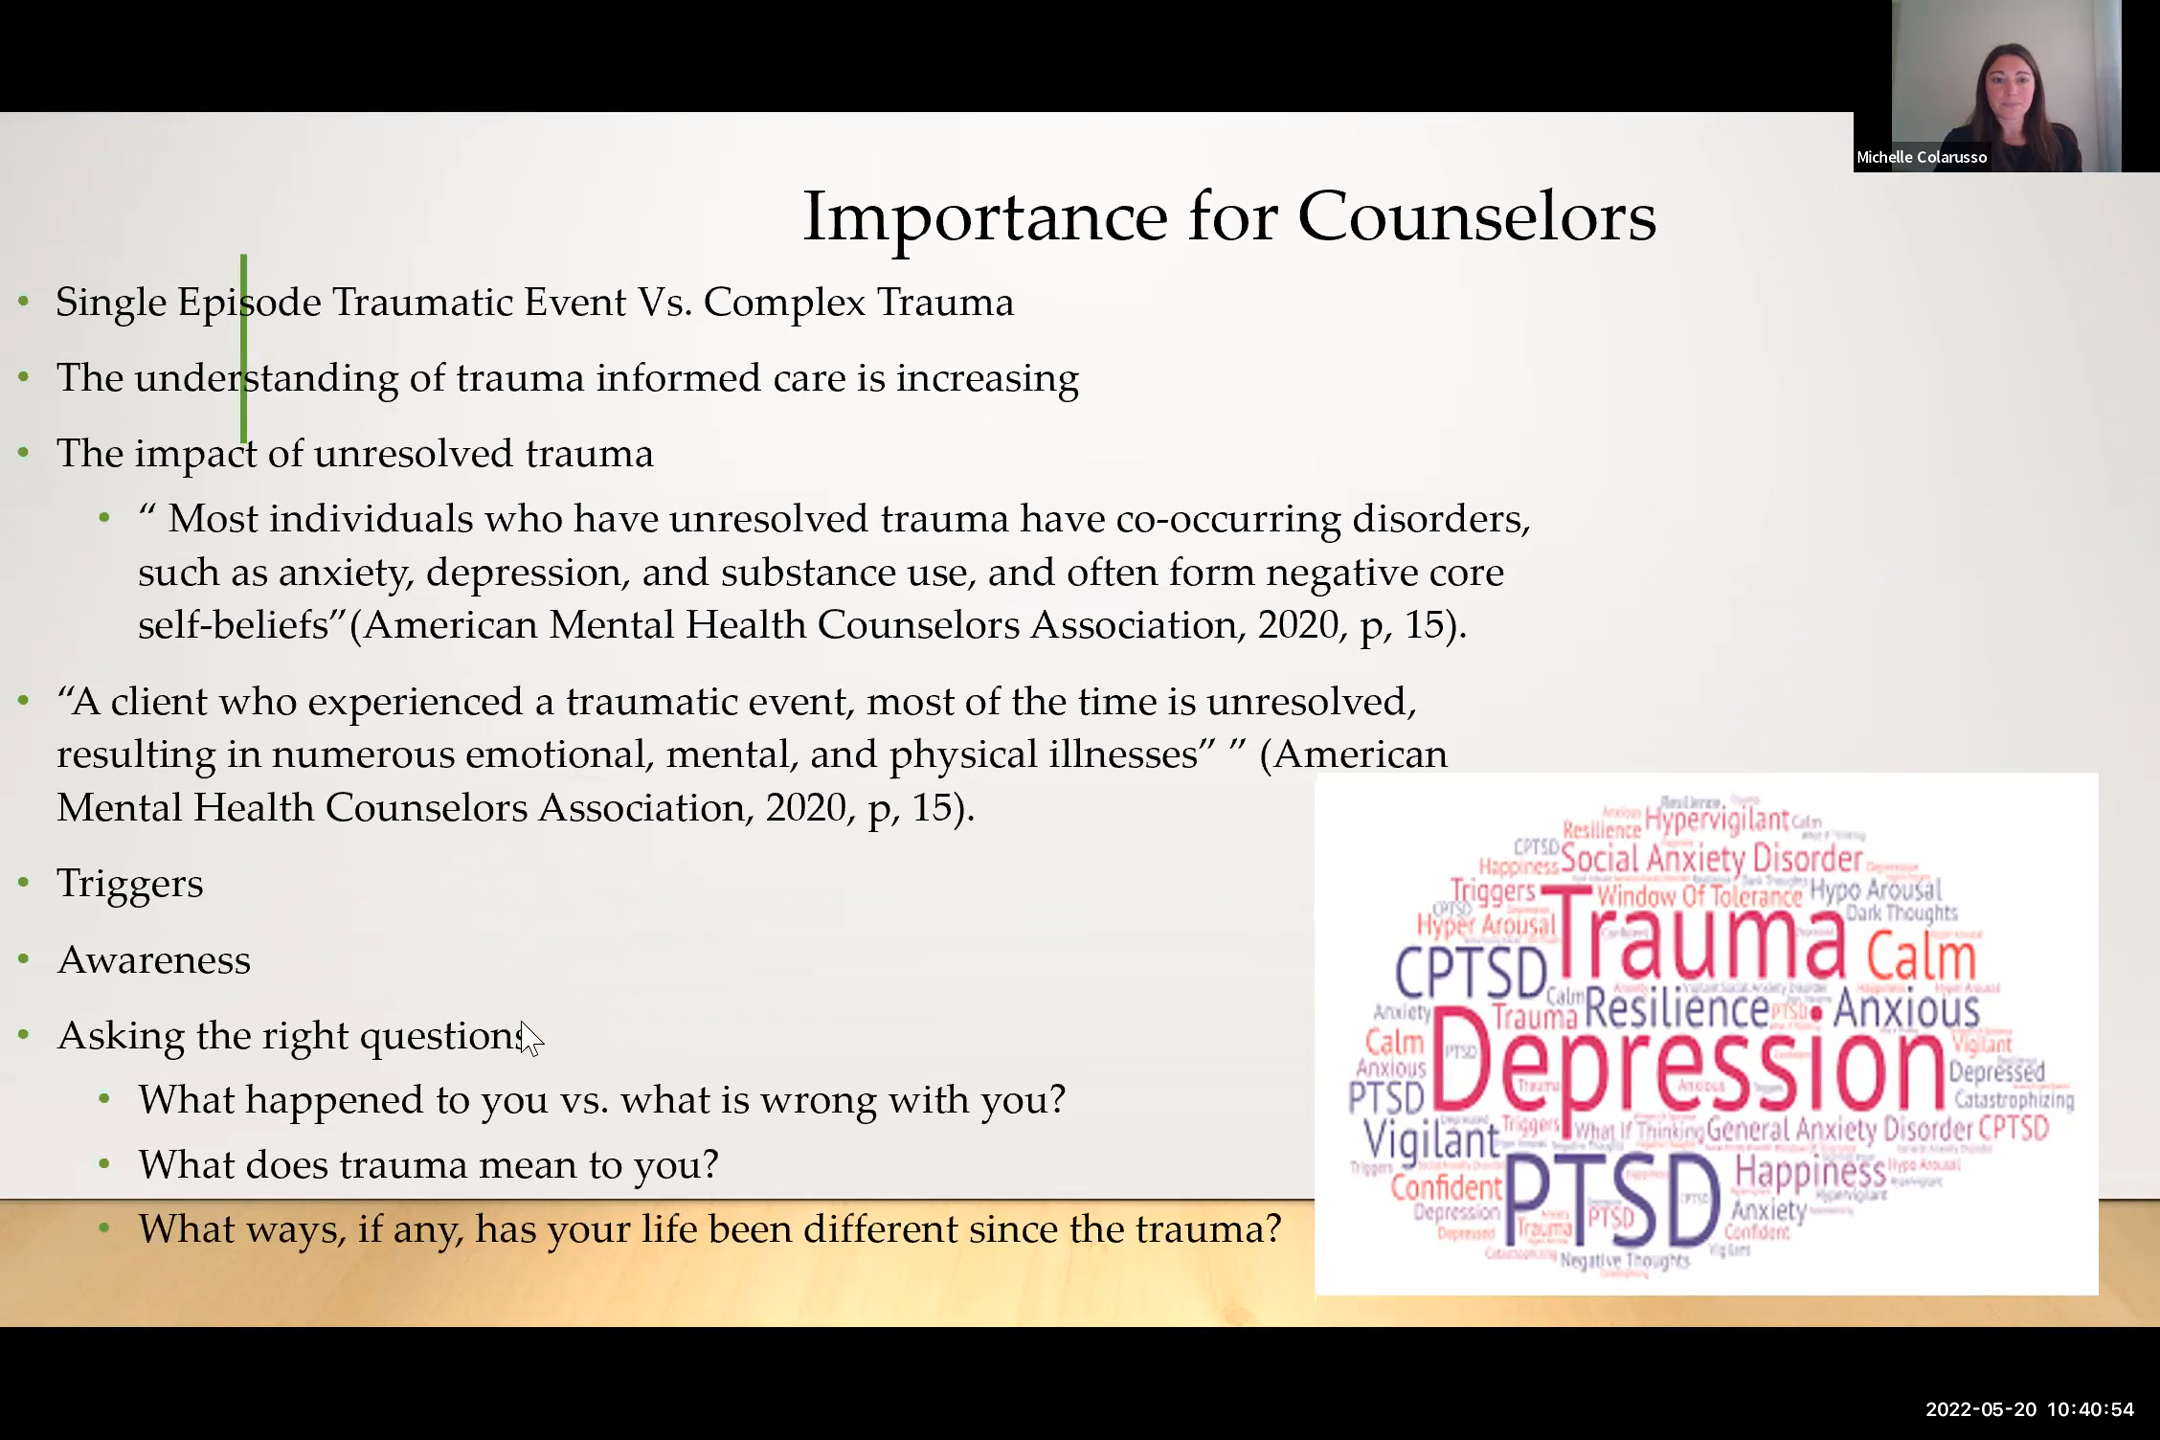 Michelle Colarusso
Importance for Counselors
• Single Episode Traumatic Event Vs. Complex Trauma
• The understanding of trauma informed care is increasing
• The impact of unresolved trauma
• “ Most individuals who have unresolved trauma have co-occurring disorders,
such as anxiety, depression, and substance use, and often form negative core
self-beliefs”(American Mental Health Counselors Association, 2020, p, 15).
• “A client who experienced a traumatic event, most of the time is unresolved,
resulting in numerous emotional, mental, and physical illnesses” ” (American
Mental Health Counselors Association, 2020, p, 15).
• Triggers
• Awareness
• Asking the right questions
• What happened to you vs. what is wrong with you?
• What does trauma mean to you?
• What ways, if any, has your life been different since the trauma?
Resilience
Resilience Hypervigilant Calm
CPTSD
Happiness Social Anxiety Disorder
Triggers Window Of Tolerance Hypo Arousal
CPTSD Dark Thoughts
Hyper Arousal Trauma
CPTSD Calm
Calm Resilience PTSD Anxious
Anxiety Trauma
Calm PTSD Depression Vigilant
Anxious Depressed
PTSD Trauma Catastrophizing
Vigilant Triggers What If Thinking General Anxiety Disorder CPTSD
Triggers Happiness Hypo Arousal
Confident PTSD Hypervigilant
Depression Trauma PTSD Anxiety
Depressed Confident
Catastrophizing Negative Thoughts Vigilant
2022-05-20 10:40:54